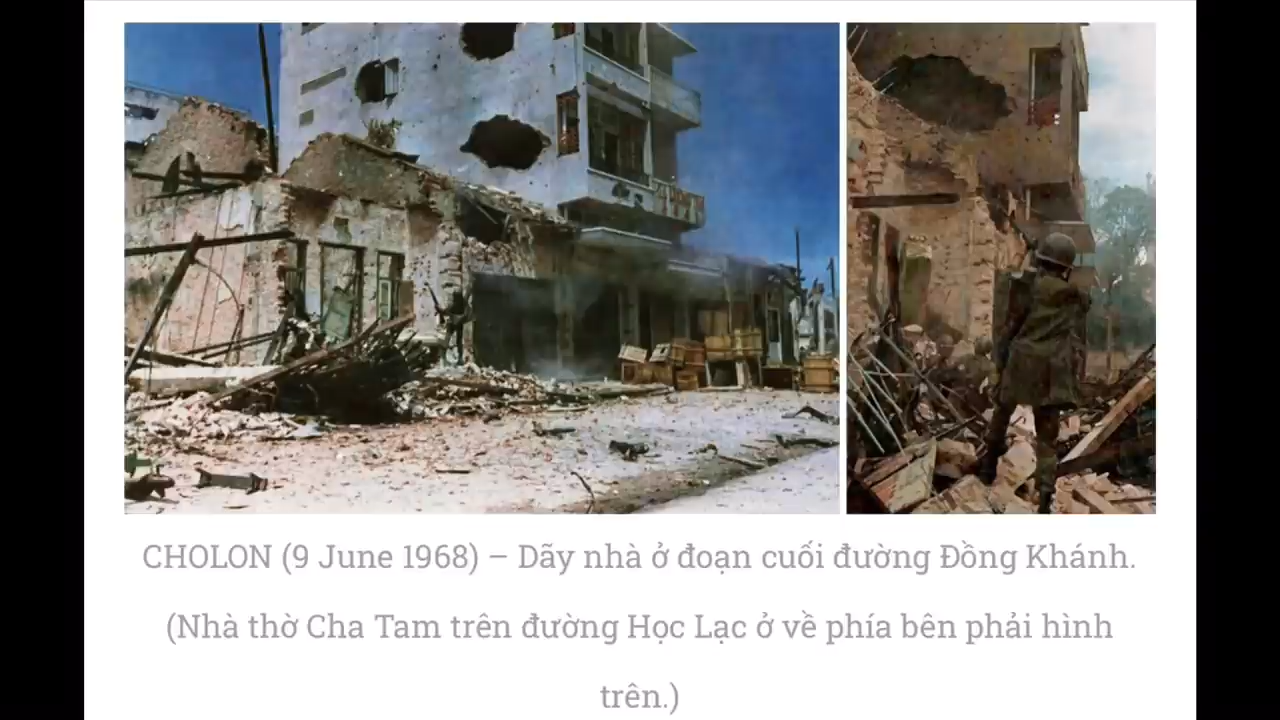 CHOLON (9 June 1968) – Dãy nhà ở đoạn cuối đường Đồng Khánh.
(Nhà thờ Cha Tam trên đường Học Lạc ở về phía bên phải hình
trên.)